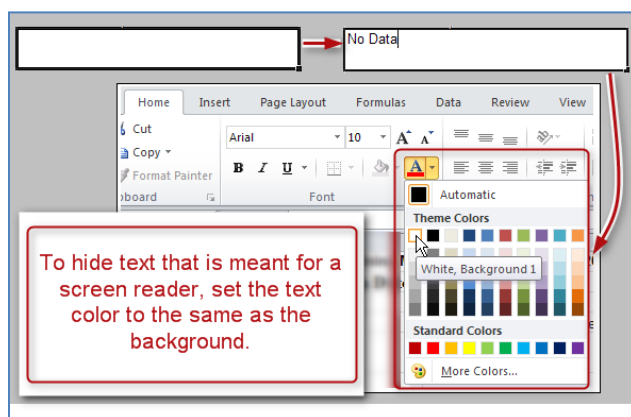 No Data
Home Insert Page Layout Formulas Data Review View
Cut
Copy
Format Painter
Arial 10 A A
B I U A
Font
Automatic
Theme Colors
White, Background 1
Standard Colors
More Colors...
To hide text that is meant for a
screen reader, set the text
color to the same as the
background.